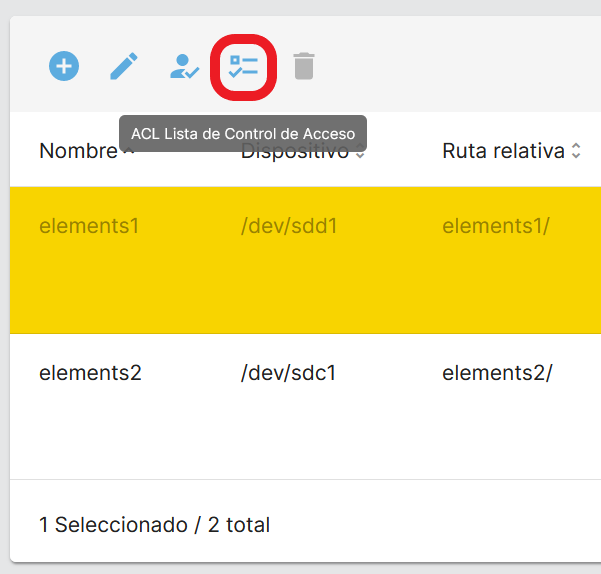 ACL Lista de Control de Acceso
Nombre Dispositivo Ruta relativa
elements1 /dev/sdd1 elements1/
elements2 /dev/sdc1 elements2/
1 Seleccionado / 2 total